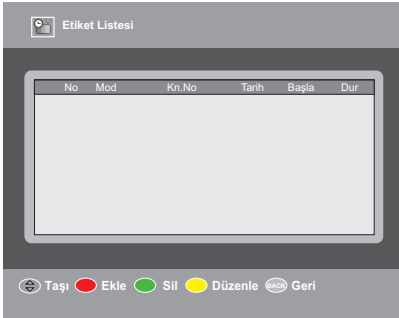 Etiket Listesi
No Mod Kn.No Tarih Başla Dur
Taşı Ekle Sil Düzenle BACK Geri